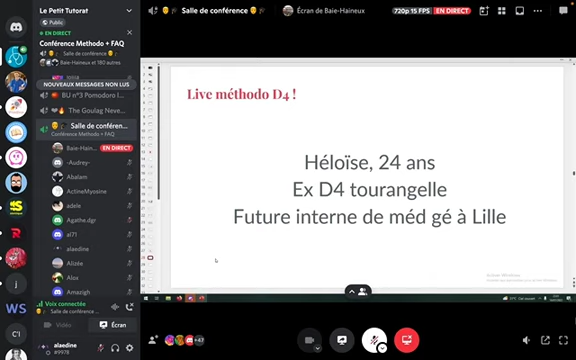 Le Petit Tutorat
Public
EN DIRECT
Conférence Methodo + FAQ
Salle de conférence
Baie-Haineux et 180 autres
NOUVEAUX MESSAGES NON LUS
BU n°3 Pomodoro
The Goulag Neve
Salle de conféren...
Conférence Methodo + FAQ
Baie-Hain... EN DIRECT
-Audrey-
Abalam
ActineMyosine
adele
Agathe.dgr
al71
alaedine
Alizée
Alox
Amazigh
WS
C'I
Voix connectée
Salle de conférence
Vidéo
Écran
alaedine
#9978
Salle de conférence
Écran de Baie-Haineux
720p 15 FPS EN DIRECT
Live méthodo D4 !
Héloïse, 24 ans
Ex D4 tourangelle
Future interne de méd gé à Lille
+47